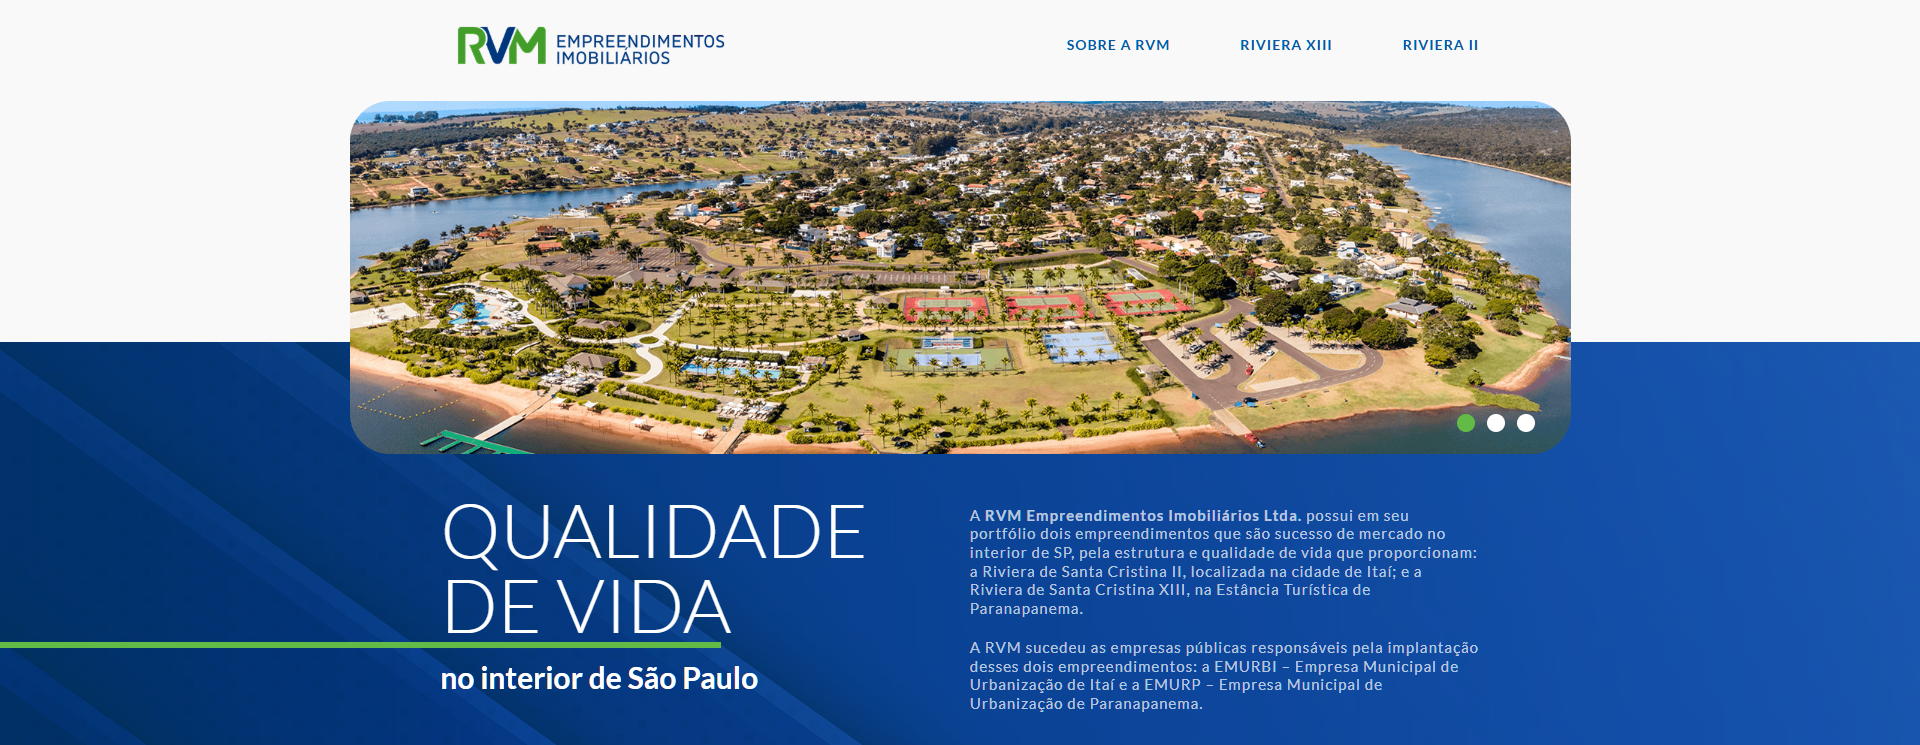 RVM EMPREENDIMENTOS
IMOBILIÁRIOS
SOBRE A RVM
RIVIERA XIII
RIVIERA II
QUALIDADE
DE VIDA
no interior de São Paulo
A RVM Empreendimentos Imobiliários Ltda. possui em seu
portfólio dois empreendimentos que são sucesso de mercado no
interior de SP, pela estrutura e qualidade de vida que proporcionam:
a Riviera de Santa Cristina II, localizada na cidade de Itaí; e a
Riviera de Santa Cristina XIII, na Estância Turística de
Paranapanema.
A RVM sucedeu as empresas públicas responsáveis pela implantação
desses dois empreendimentos: a EMURBI – Empresa Municipal de
Urbanização de Itaí e a EMURP – Empresa Municipal de
Urbanização de Paranapanema.